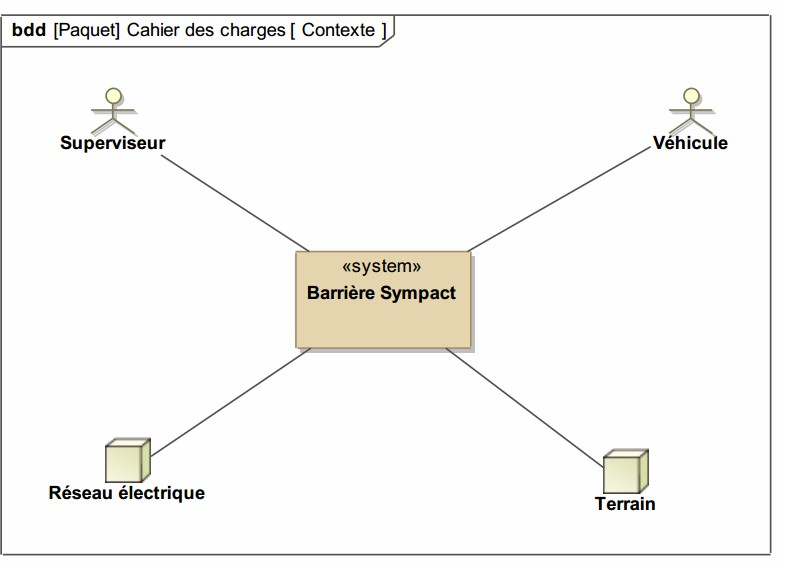 bdd [Paquet] Cahier des charges [ Contexte ]
Superviseur
Véhicule
«system»
Barrière Sympact
Réseau électrique
Terrain